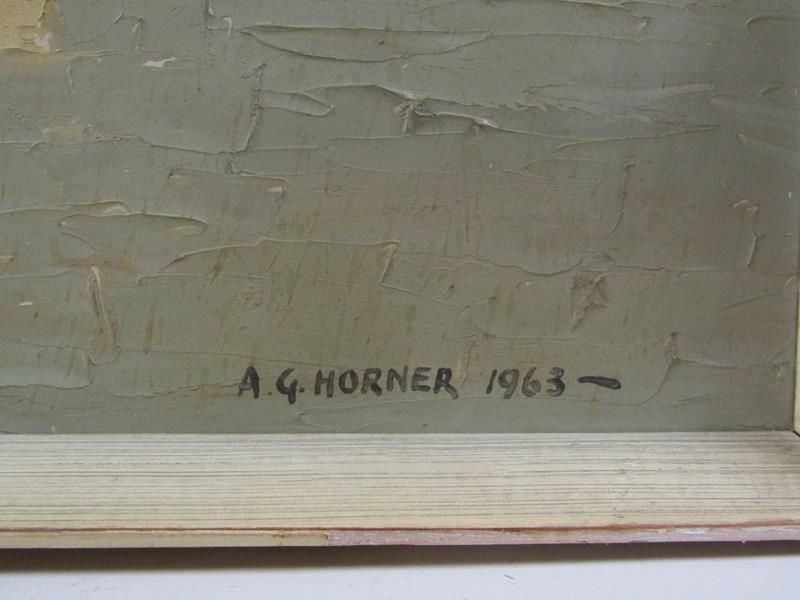 A. G. HORNER 1963 —